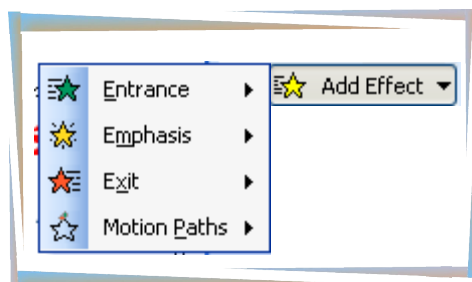 Add Effect
Entrance
Emphasis
Exit
Motion Paths